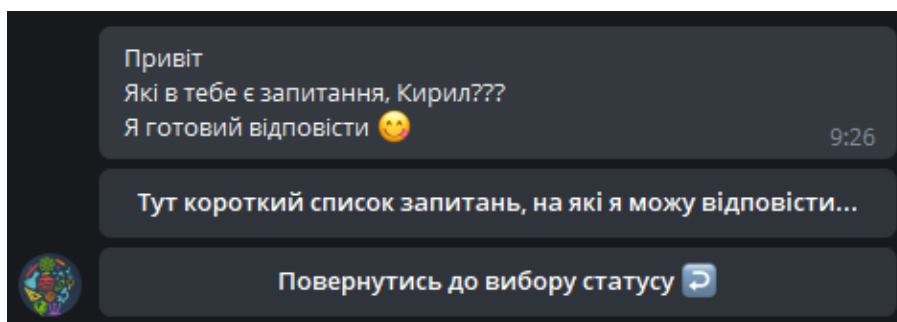 Привіт
Які в тебе є запитання, Кирил???
Я готовий відповісти 😋
9:26
Тут короткий список запитань, на які я можу відповісти...
Повернутись до вибору статусу ↩️